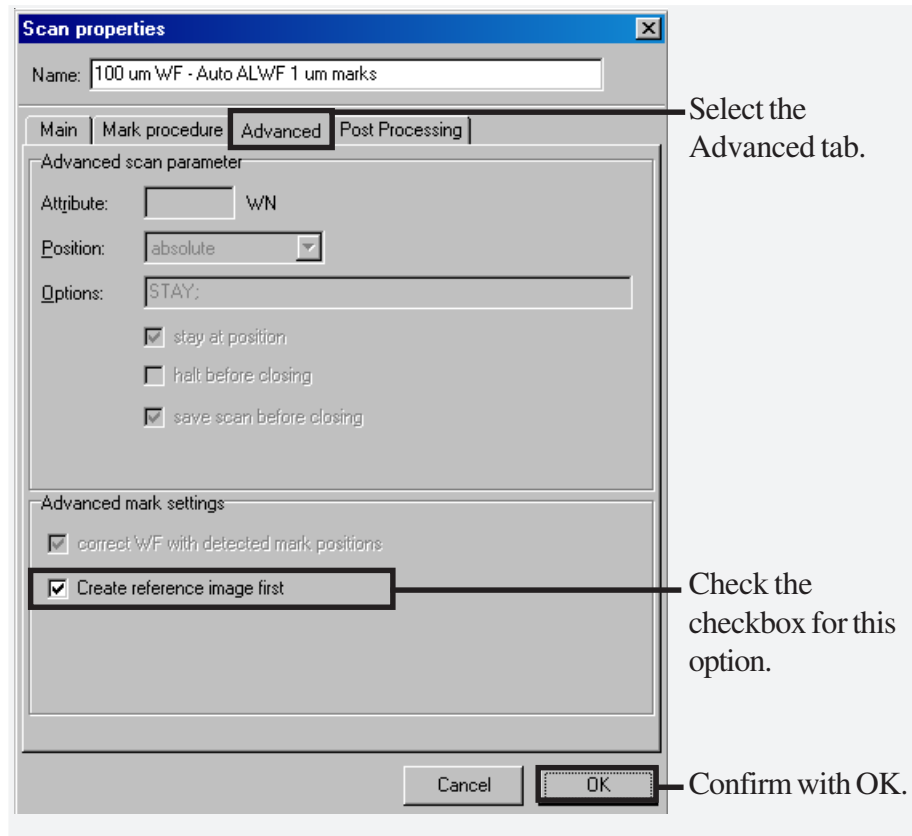 Scan properties
Name: 100 um WF - Auto ALWF 1 um marks
Main Mark procedure Advanced Post Processing
Select the
Advanced tab.
Advanced scan parameter
Attribute: WN
Position: absolute
Options: STAY;
stay at position
halt before closing
save scan before closing
Advanced mark settings
correct WF with detected mark positions
Create reference image first
Check the
checkbox for this
option.
Cancel OK
Confirm with OK.